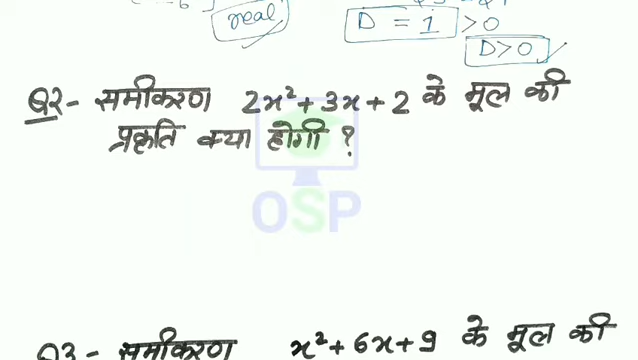 real
D = 1 > 0
D > 0
Q2- समीकरण 2x² + 3x + 2 के मूल की
प्रकृति क्या होगी ?
OSP
Q3- समीकरण x² + 6x + 9 के मूल की